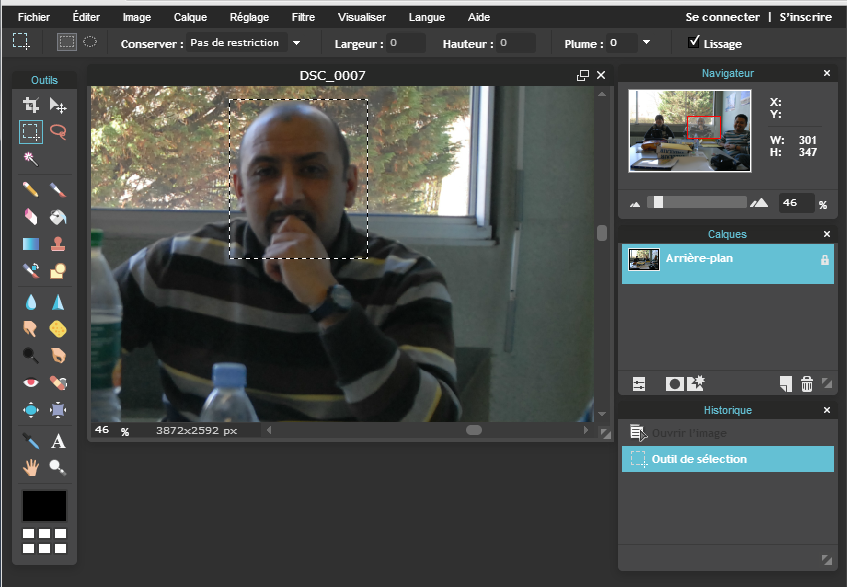 Fichier Éditer Image Calque Réglage Filtre Visualiser Langue Aide Se connecter | S'inscrire
Conserver : Pas de restriction Largeur : 0 Hauteur : 0 Plume : 0 Lissage
Outils
DSC_0007
Navigateur
X:
Y:
W: 301
H: 347
46 %
Calques
Arrière-plan
46 % 3872x2592 px
Historique
Ouvrir l'image
Outil de sélection
A